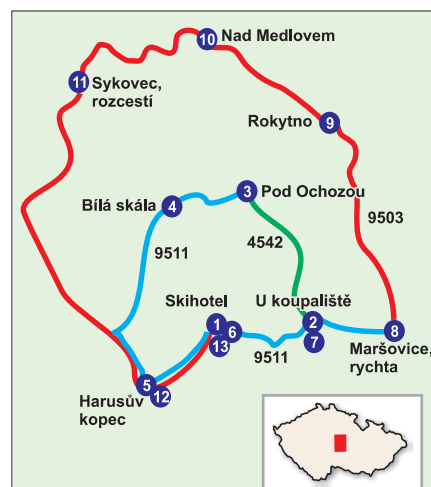 10 Nad Medlovem
11 Sykovec,
rozcestí
Rokytno 9
3 Pod Ochozou
Bílá skála 4
9503
4542
9511
Skihotel
U koupaliště
1
6
13
2
7
8
9511
Maršovice,
rychta
5
12
Harusův
kopec